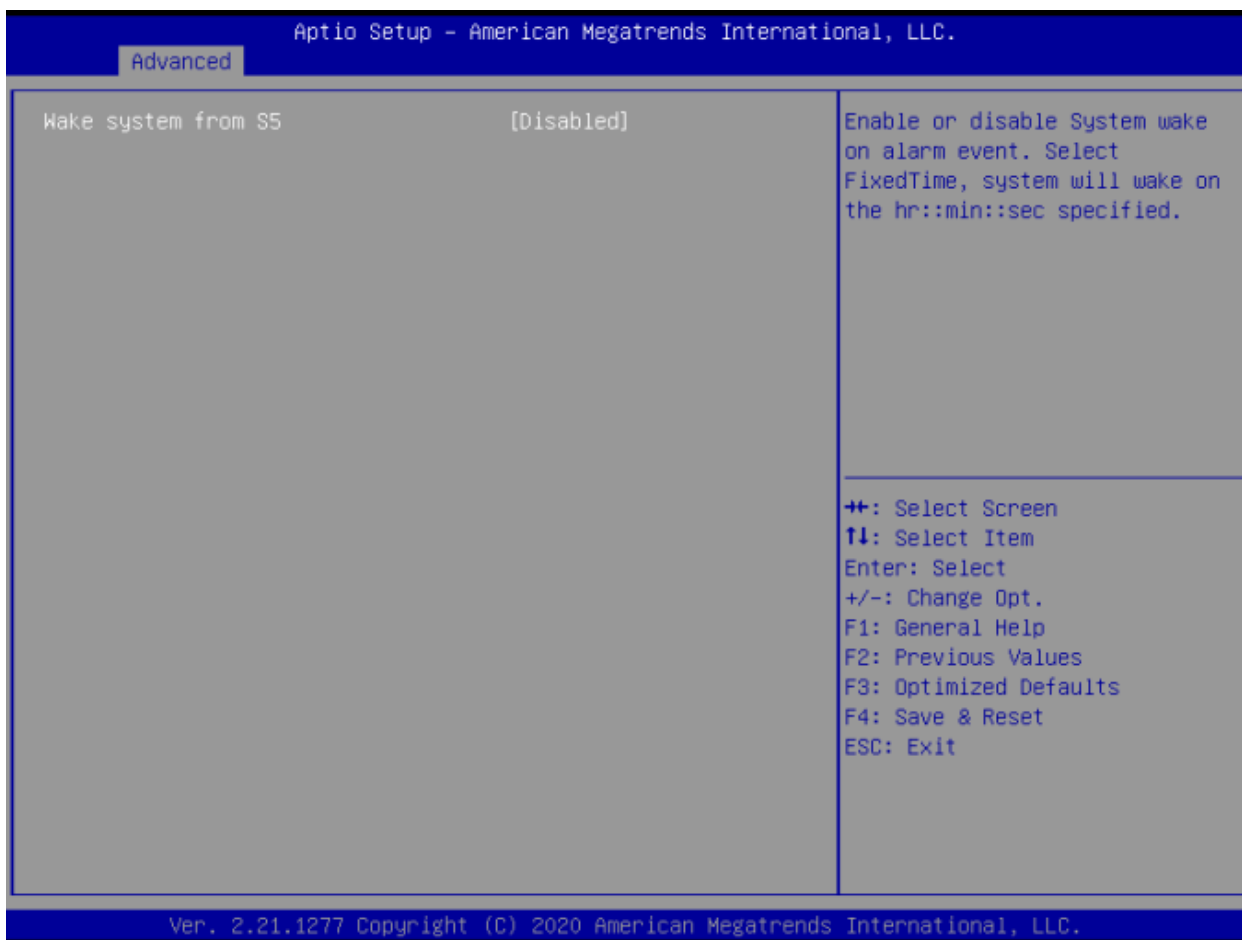 Aptio Setup – American Megatrends International, LLC.
Advanced
Wake system from S5 [Disabled]
Enable or disable System wake
on alarm event. Select
FixedTime, system will wake on
the hr::min::sec specified.
→←: Select Screen
↑↓: Select Item
Enter: Select
+/-: Change Opt.
F1: General Help
F2: Previous Values
F3: Optimized Defaults
F4: Save & Reset
ESC: Exit
Ver. 2.21.1277 Copyright (C) 2020 American Megatrends International, LLC.